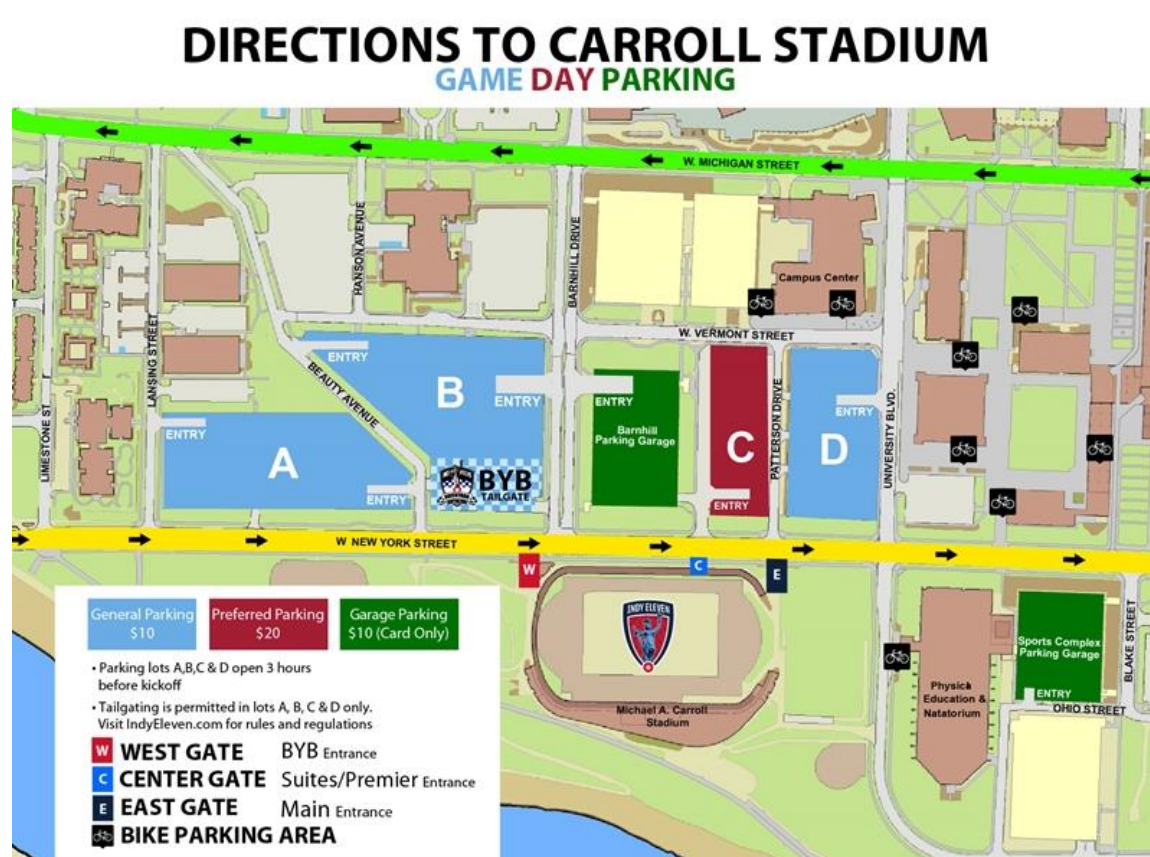 DIRECTIONS TO CARROLL STADIUM
GAME DAY PARKING
W. MICHIGAN STREET
HANSON AVENUE
BARNHILL DRIVE
Campus Center
W. VERMONT STREET
LANSING STREET
LIMESTONE ST
BEAUTY AVENUE
ENTRY
B
ENTRY
ENTRY
Barnhill
Parking Garage
C
ENTRY
PATTERSON DRIVE
D
ENTRY
UNIVERSITY BLVD.
ENTRY
A
ENTRY
BYB
TAILGATE
W NEW YORK STREET
W
C
E
INDY ELEVEN
Michael A. Carroll
Stadium
Physica
Education &
Natatorium
Sports Complex
Parking Garage
ENTRY
OHIO STREET
BLAKE STREET
General Parking
$10
Preferred Parking
$20
Garage Parking
$10 (Card Only)
• Parking lots A,B,C & D open 3 hours
before kickoff
• Tailgating is permitted in lots A, B, C & D only.
Visit IndyEleven.com for rules and regulations
W WEST GATE BYB Entrance
C CENTER GATE Suites/Premier Entrance
E EAST GATE Main Entrance
BIKE PARKING AREA